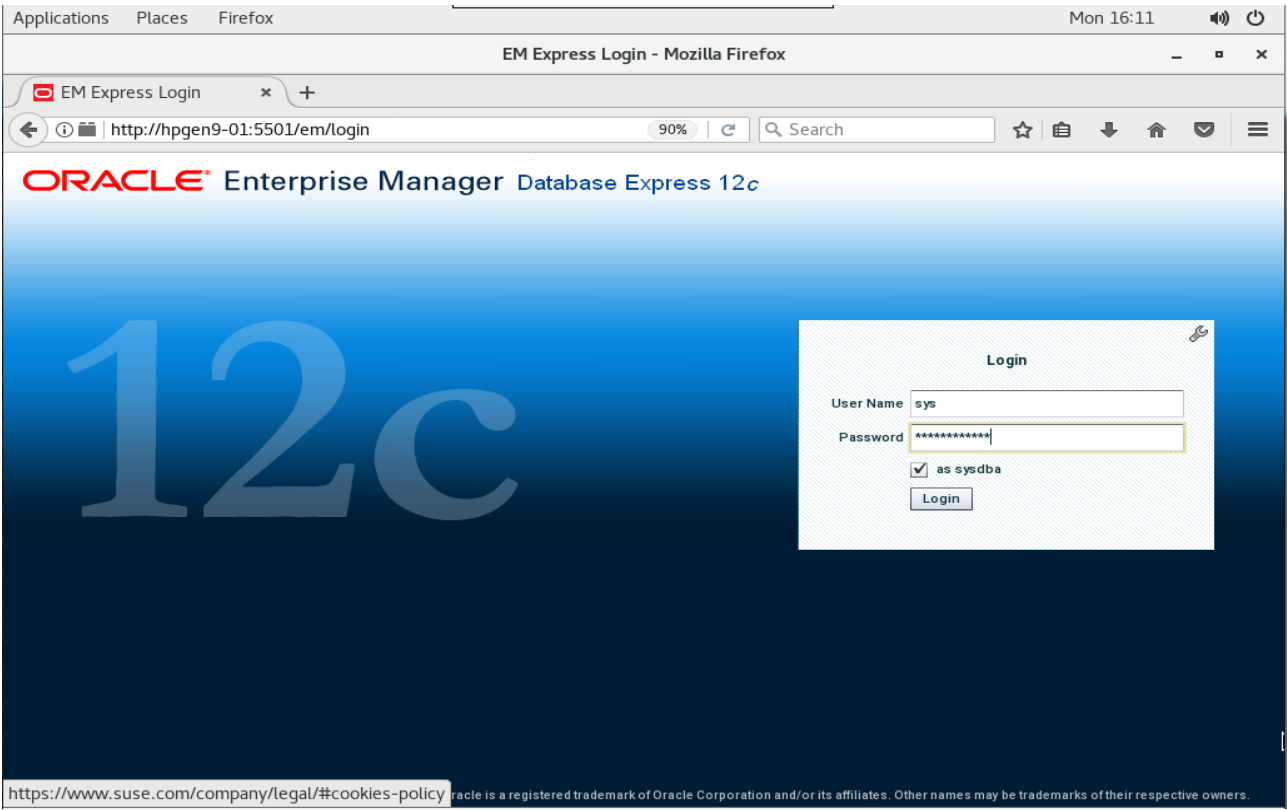 Applications Places Firefox Mon 16:11
EM Express Login - Mozilla Firefox
EM Express Login
http://hpgen9-01:5501/em/login 90% Search
ORACLE Enterprise Manager Database Express 12c
12c
Login
User Name sys
Password ************
as sysdba
Login
https://www.suse.com/company/legal/#cookies-policy racle is a registered trademark of Oracle Corporation and/or its affiliates. Other names may be trademarks of their respective owners.